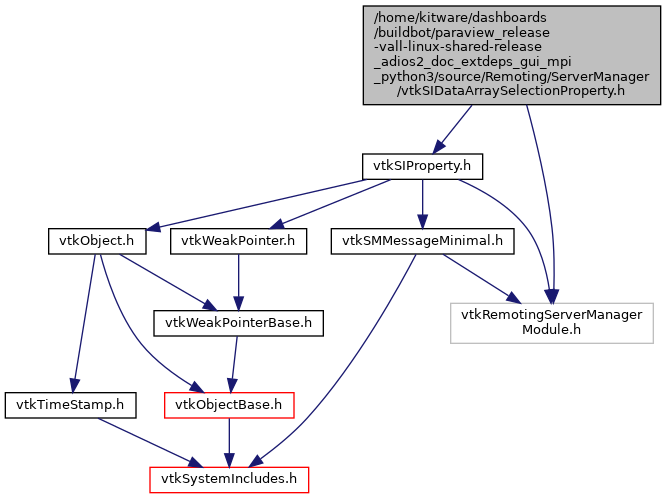 /home/kitware/dashboards
/buildbot/paraview_release
-vall-linux-shared-release
_adios2_doc_extdeps_gui_mpi
_python3/source/Remoting/ServerManager
/vtkSIDataArraySelectionProperty.h
vtkSIProperty.h
vtkObject.h
vtkWeakPointer.h
vtkSMMessageMinimal.h
vtkRemotingServerManager
Module.h
vtkWeakPointerBase.h
vtkTimeStamp.h
vtkObjectBase.h
vtkSystemIncludes.h